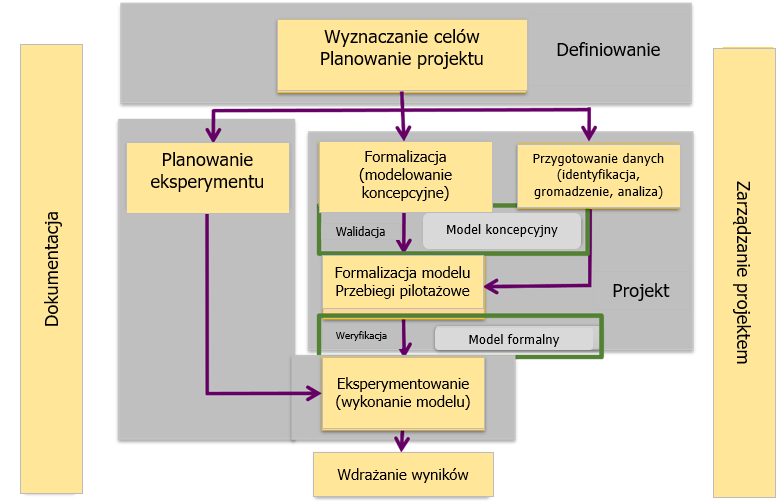 Wyznaczanie celów
Planowanie projektu
Definiowanie
Planowanie
eksperymentu
Formalizacja
(modelowanie
koncepcyjne)
Przygotowanie danych
(identyfikacja,
gromadzenie, analiza)
Walidacja
Model koncepcyjny
Formalizacja modelu
Przebiegi pilotażowe
Projekt
Weryfikacja
Model formalny
Eksperymentowanie
(wykonanie modelu)
Wdrażanie wyników
Dokumentacja
Zarządzanie projektem